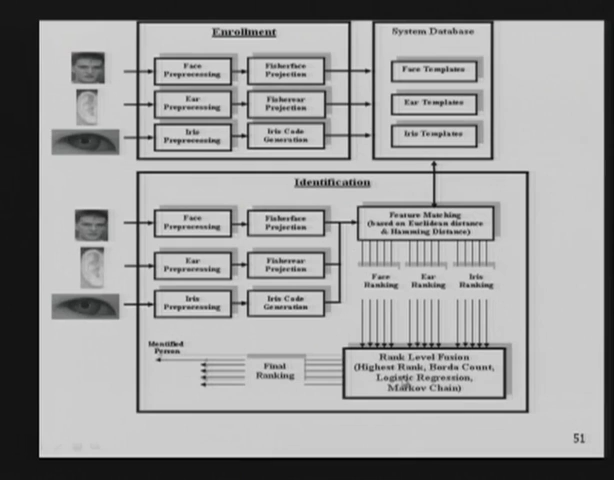 Enrollment
System Database
Face
Preprocessing
Fisherface
Projection
Face Templates
Ear
Preprocessing
Fisherear
Projection
Ear Templates
Iris
Preprocessing
Iris Code
Generation
Iris Templates
Identification
Face
Preprocessing
Fisherface
Projection
Feature Matching
(based on Euclidean distance
& Hamming Distance)
Ear
Preprocessing
Fisherear
Projection
Iris
Preprocessing
Iris Code
Generation
Face
Ranking
Ear
Ranking
Iris
Ranking
Identified
Person
Final
Ranking
Rank Level Fusion
(Highest Rank, Borda Count,
Logistic Regression,
Markov Chain)
51